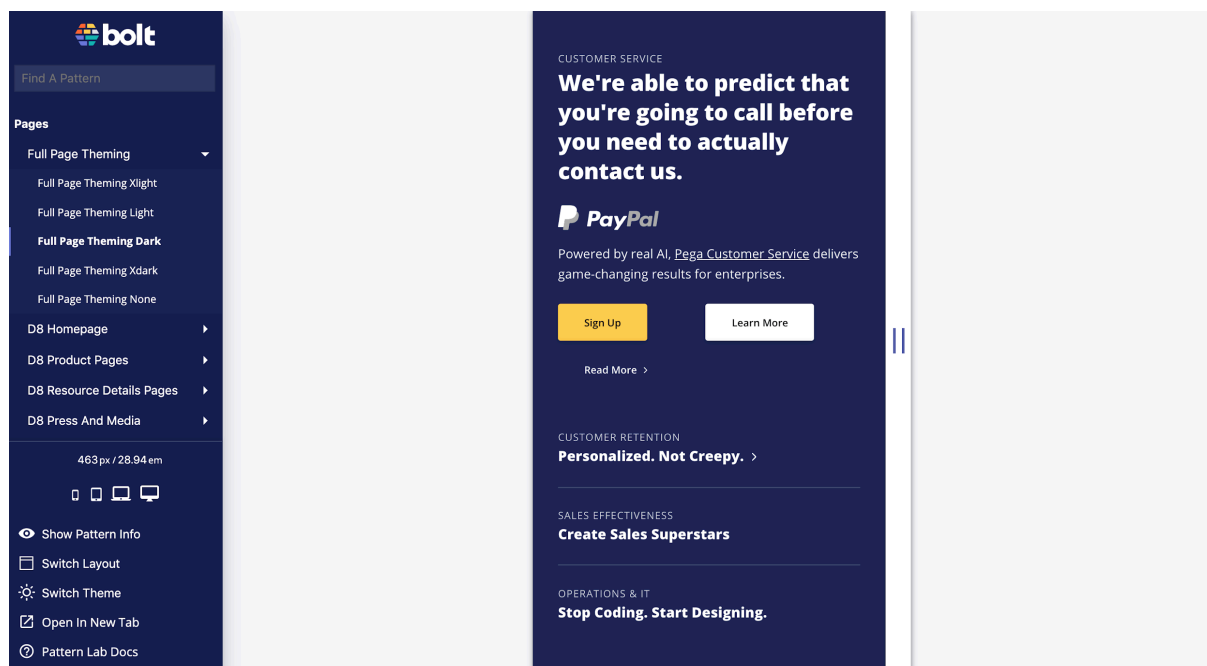 bolt
Find A Pattern
Pages
Full Page Theming
Full Page Theming Xlight
Full Page Theming Light
Full Page Theming Dark
Full Page Theming Xdark
Full Page Theming None
D8 Homepage
D8 Product Pages
D8 Resource Details Pages
D8 Press And Media
463 px / 28.94 em
Show Pattern Info
Switch Layout
Switch Theme
Open In New Tab
Pattern Lab Docs
CUSTOMER SERVICE
We're able to predict that
you're going to call before
you need to actually
contact us.
PayPal
Powered by real AI, Pega Customer Service delivers
game-changing results for enterprises.
Sign Up
Learn More
Read More
CUSTOMER RETENTION
Personalized. Not Creepy.
SALES EFFECTIVENESS
Create Sales Superstars
OPERATIONS & IT
Stop Coding. Start Designing.